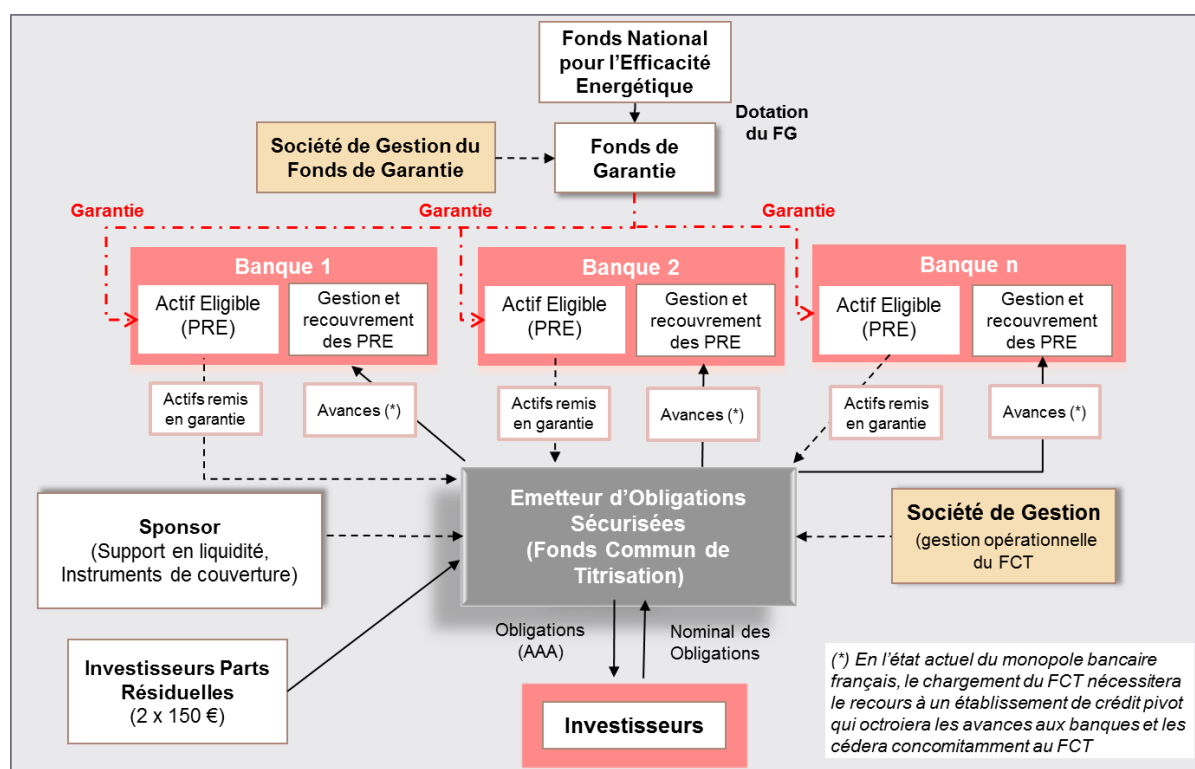 Fonds National
pour l'Efficacité
Energétique
Dotation
du FG
Société de Gestion du
Fonds de Garantie
Fonds de
Garantie
Garantie
Garantie
Garantie
Banque 1
Actif Eligible
(PRE)
Gestion et
recouvrement
des PRE
Banque 2
Actif Eligible
(PRE)
Gestion et
recouvrement
des PRE
Banque n
Actif Eligible
(PRE)
Gestion et
recouvrement
des PRE
Actifs remis
en garantie
Avances (*)
Actifs remis
en garantie
Avances (*)
Actifs remis
en garantie
Avances (*)
Emetteur d'Obligations
Sécurisées
(Fonds Commun de
Titrisation)
Sponsor
(Support en liquidité,
Instruments de couverture)
Société de Gestion
(gestion opérationnelle
du FCT)
Investisseurs Parts
Résiduelles
(2 x 150 €)
Obligations
(AAA)
Nominal des
Obligations
Investisseurs
(*) En l'état actuel du monopole bancaire
français, le chargement du FCT nécessitera
le recours à un établissement de crédit pivot
qui octroiera les avances aux banques et les
cédera concomitamment au FCT